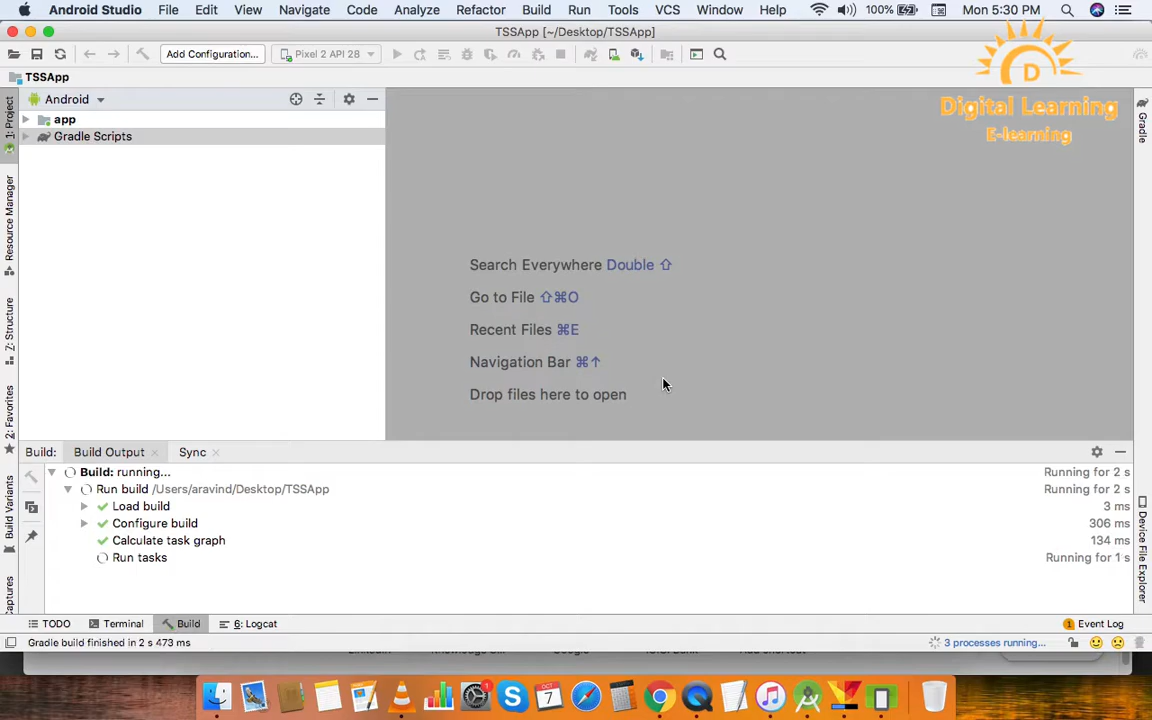 Android Studio File Edit View Navigate Code Analyze Refactor Build Run Tools VCS Window Help 100% Mon 5:30 PM
TSSApp [~/Desktop/TSSApp]
Add Configuration... Pixel 2 API 28
TSSApp
D
Digital Learning
E-learning
Android
1: Project
Resource Manager
Z: Structure
2: Favorites
Build Variants
aptures
app
Gradle Scripts
Gradle
Device File Explorer
Search Everywhere Double ⇧
Go to File ⇧⌘O
Recent Files ⌘E
Navigation Bar ⌘↑
Drop files here to open
Build: Build Output Sync
Build: running... Running for 2 s
Run build /Users/aravind/Desktop/TSSApp Running for 2 s
Load build 3 ms
Configure build 306 ms
Calculate task graph 134 ms
Run tasks Running for 1 s
TODO Terminal Build 6: Logcat 1 Event Log
Gradle build finished in 2 s 473 ms 3 processes running...